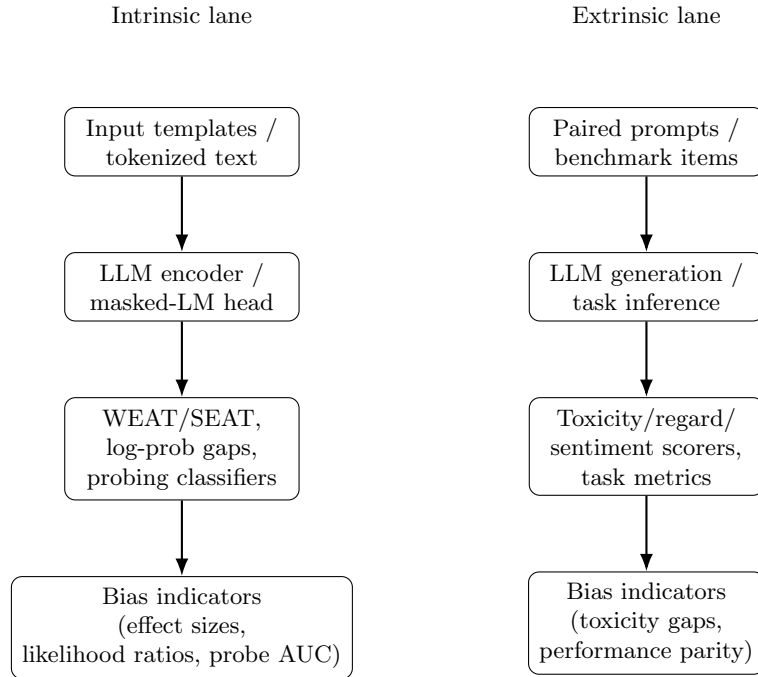 Intrinsic lane
Extrinsic lane
Input templates /
tokenized text
Paired prompts /
benchmark items
LLM encoder /
masked-LM head
LLM generation /
task inference
WEAT/SEAT,
log-prob gaps,
probing classifiers
Toxicity/regard/
sentiment scorers,
task metrics
Bias indicators
(effect sizes,
likelihood ratios, probe AUC)
Bias indicators
(toxicity gaps,
performance parity)